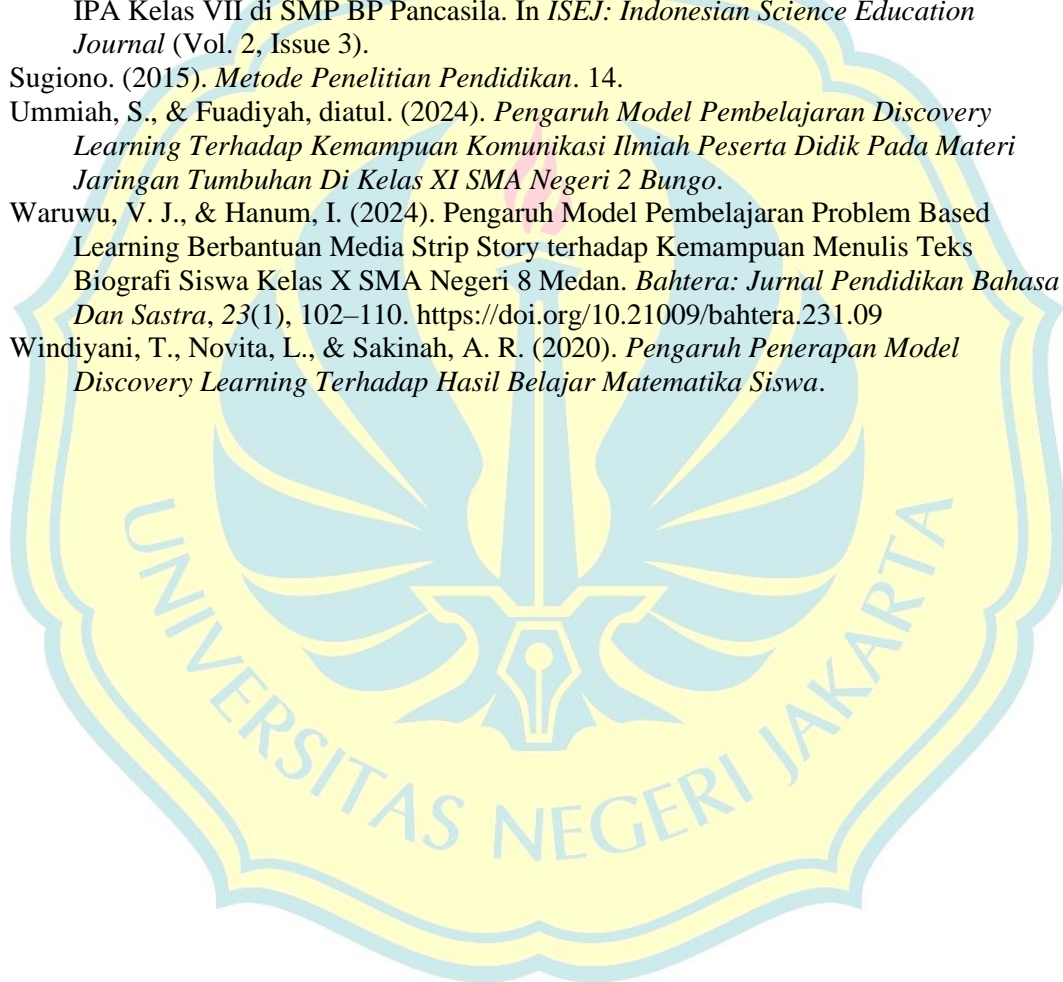 IPA Kelas VII di SMP BP Pancasila. In ISEJ: Indonesian Science Education
Journal (Vol. 2, Issue 3).
Sugiono. (2015). Metode Penelitian Pendidikan. 14.
Ummiah, S., & Fuadiyah, diatul. (2024). Pengaruh Model Pembelajaran Discovery
Learning Terhadap Kemampuan Komunikasi Ilmiah Peserta Didik Pada Materi
Jaringan Tumbuhan Di Kelas XI SMA Negeri 2 Bungo.
Waruwu, V. J., & Hanum, I. (2024). Pengaruh Model Pembelajaran Problem Based
Learning Berbantuan Media Strip Story terhadap Kemampuan Menulis Teks
Biografi Siswa Kelas X SMA Negeri 8 Medan. Bahtera: Jurnal Pendidikan Bahasa
Dan Sastra, 23(1), 102–110. https://doi.org/10.21009/bahtera.231.09
Windiyani, T., Novita, L., & Sakinah, A. R. (2020). Pengaruh Penerapan Model
Discovery Learning Terhadap Hasil Belajar Matematika Siswa.
UNIVERSITAS NEGERI JAKARTA